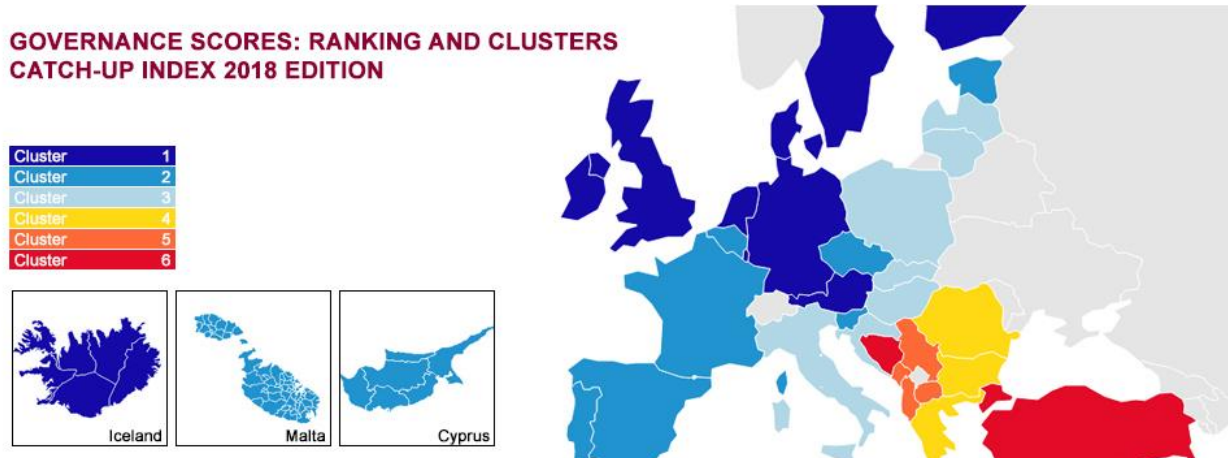 GOVERNANCE SCORES: RANKING AND CLUSTERS
CATCH-UP INDEX 2018 EDITION
Cluster 1
Cluster 2
Cluster 3
Cluster 4
Cluster 5
Cluster 6
Iceland
Malta
Cyprus